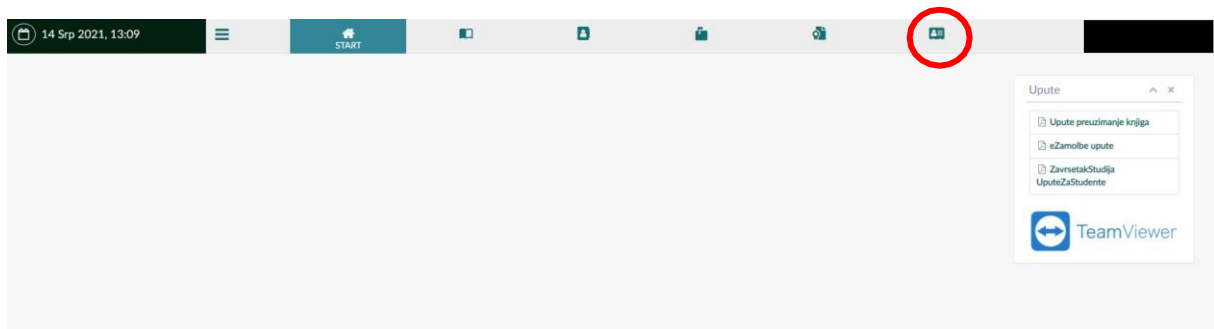 14 Srp 2021, 13:09
START
Upute
Upute preuzimanje knjiga
eZamolbe upute
ZavrsetakStudija
UputeZaStudente
TeamViewer